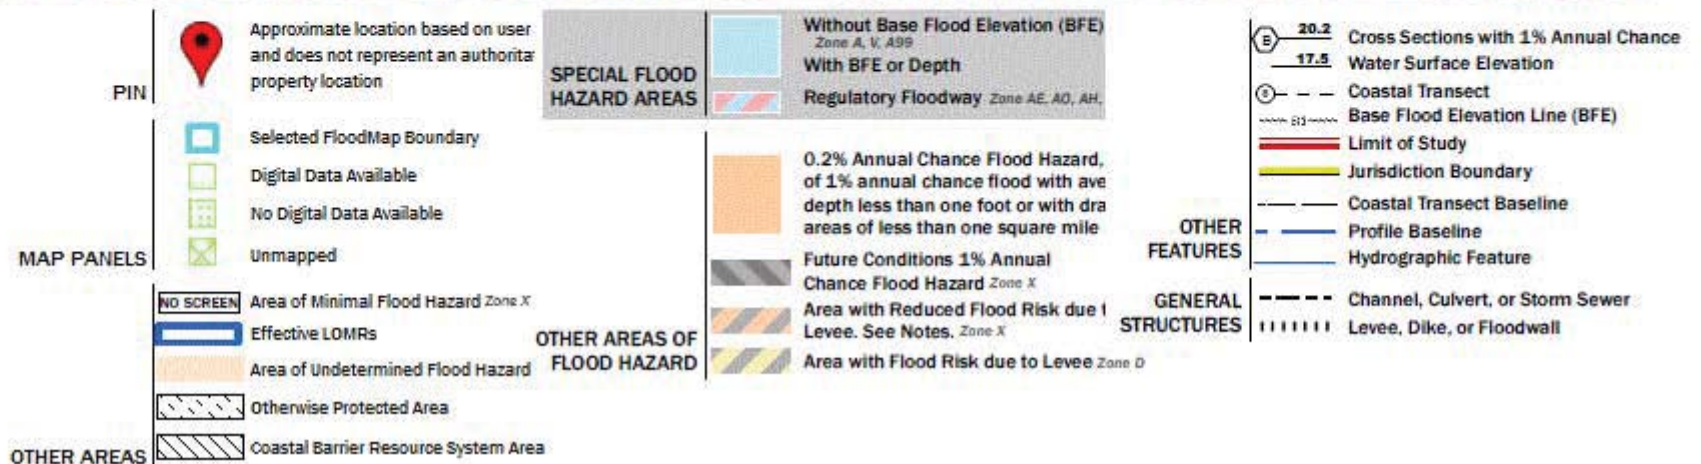 PIN
Approximate location based on user
and does not represent an authorita
property location
MAP PANELS
Selected FloodMap Boundary
Digital Data Available
No Digital Data Available
Unmapped
OTHER AREAS
NO SCREEN Area of Minimal Flood Hazard Zone X
Effective LOMRs
Area of Undetermined Flood Hazard
Otherwise Protected Area
Coastal Barrier Resource System Area
SPECIAL FLOOD
HAZARD AREAS
Without Base Flood Elevation (BFE)
Zone A, V, A99
With BFE or Depth
Regulatory Floodway Zone AE, AO, AH,
OTHER AREAS OF
FLOOD HAZARD
0.2% Annual Chance Flood Hazard,
of 1% annual chance flood with ave
depth less than one foot or with dra
areas of less than one square mile
Future Conditions 1% Annual
Chance Flood Hazard Zone X
Area with Reduced Flood Risk due t
Levee. See Notes. Zone X
Area with Flood Risk due to Levee Zone D
OTHER
FEATURES
B 20.2 Cross Sections with 1% Annual Chance
17.5 Water Surface Elevation
8 Coastal Transect
Base Flood Elevation Line (BFE)
Limit of Study
Jurisdiction Boundary
Coastal Transect Baseline
Profile Baseline
Hydrographic Feature
GENERAL
STRUCTURES
Channel, Culvert, or Storm Sewer
Levee, Dike, or Floodwall